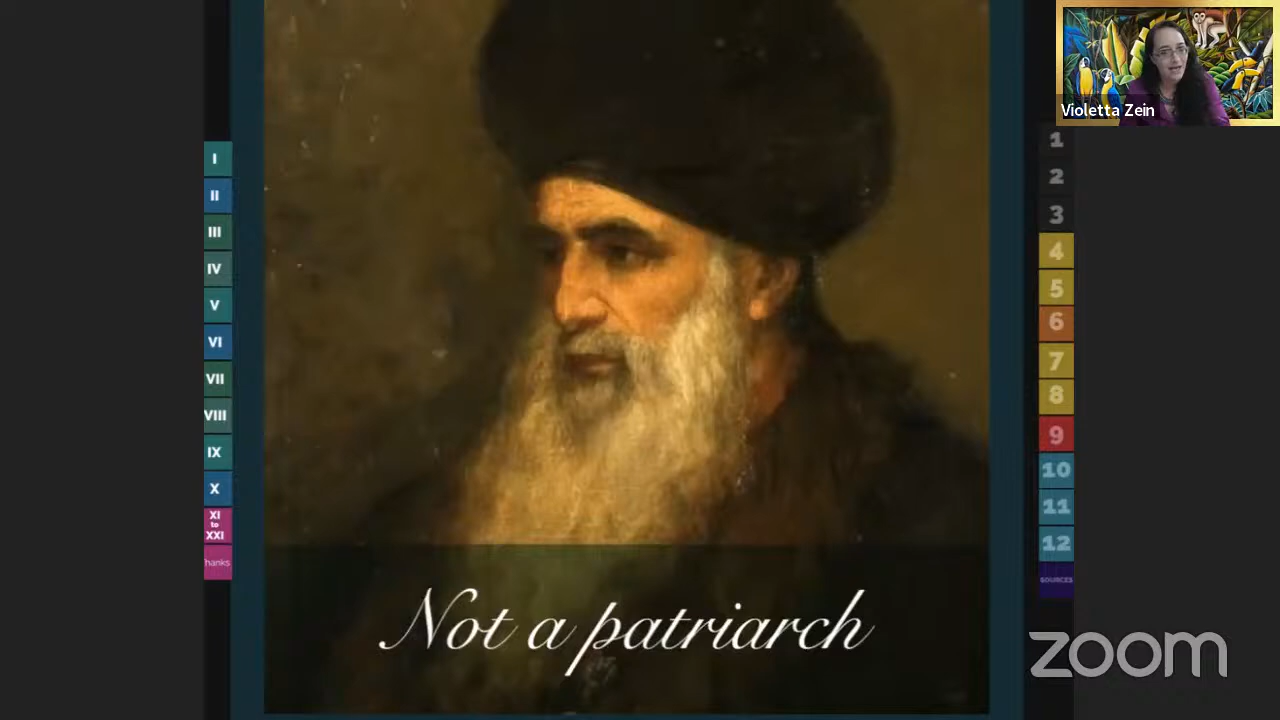 Violetta Zein
I
II
III
IV
V
VI
VII
VIII
IX
X
XI
to
XXI
Thanks
Not a patriarch
1
2
3
4
5
6
7
8
9
10
11
12
SOURCES
zoom